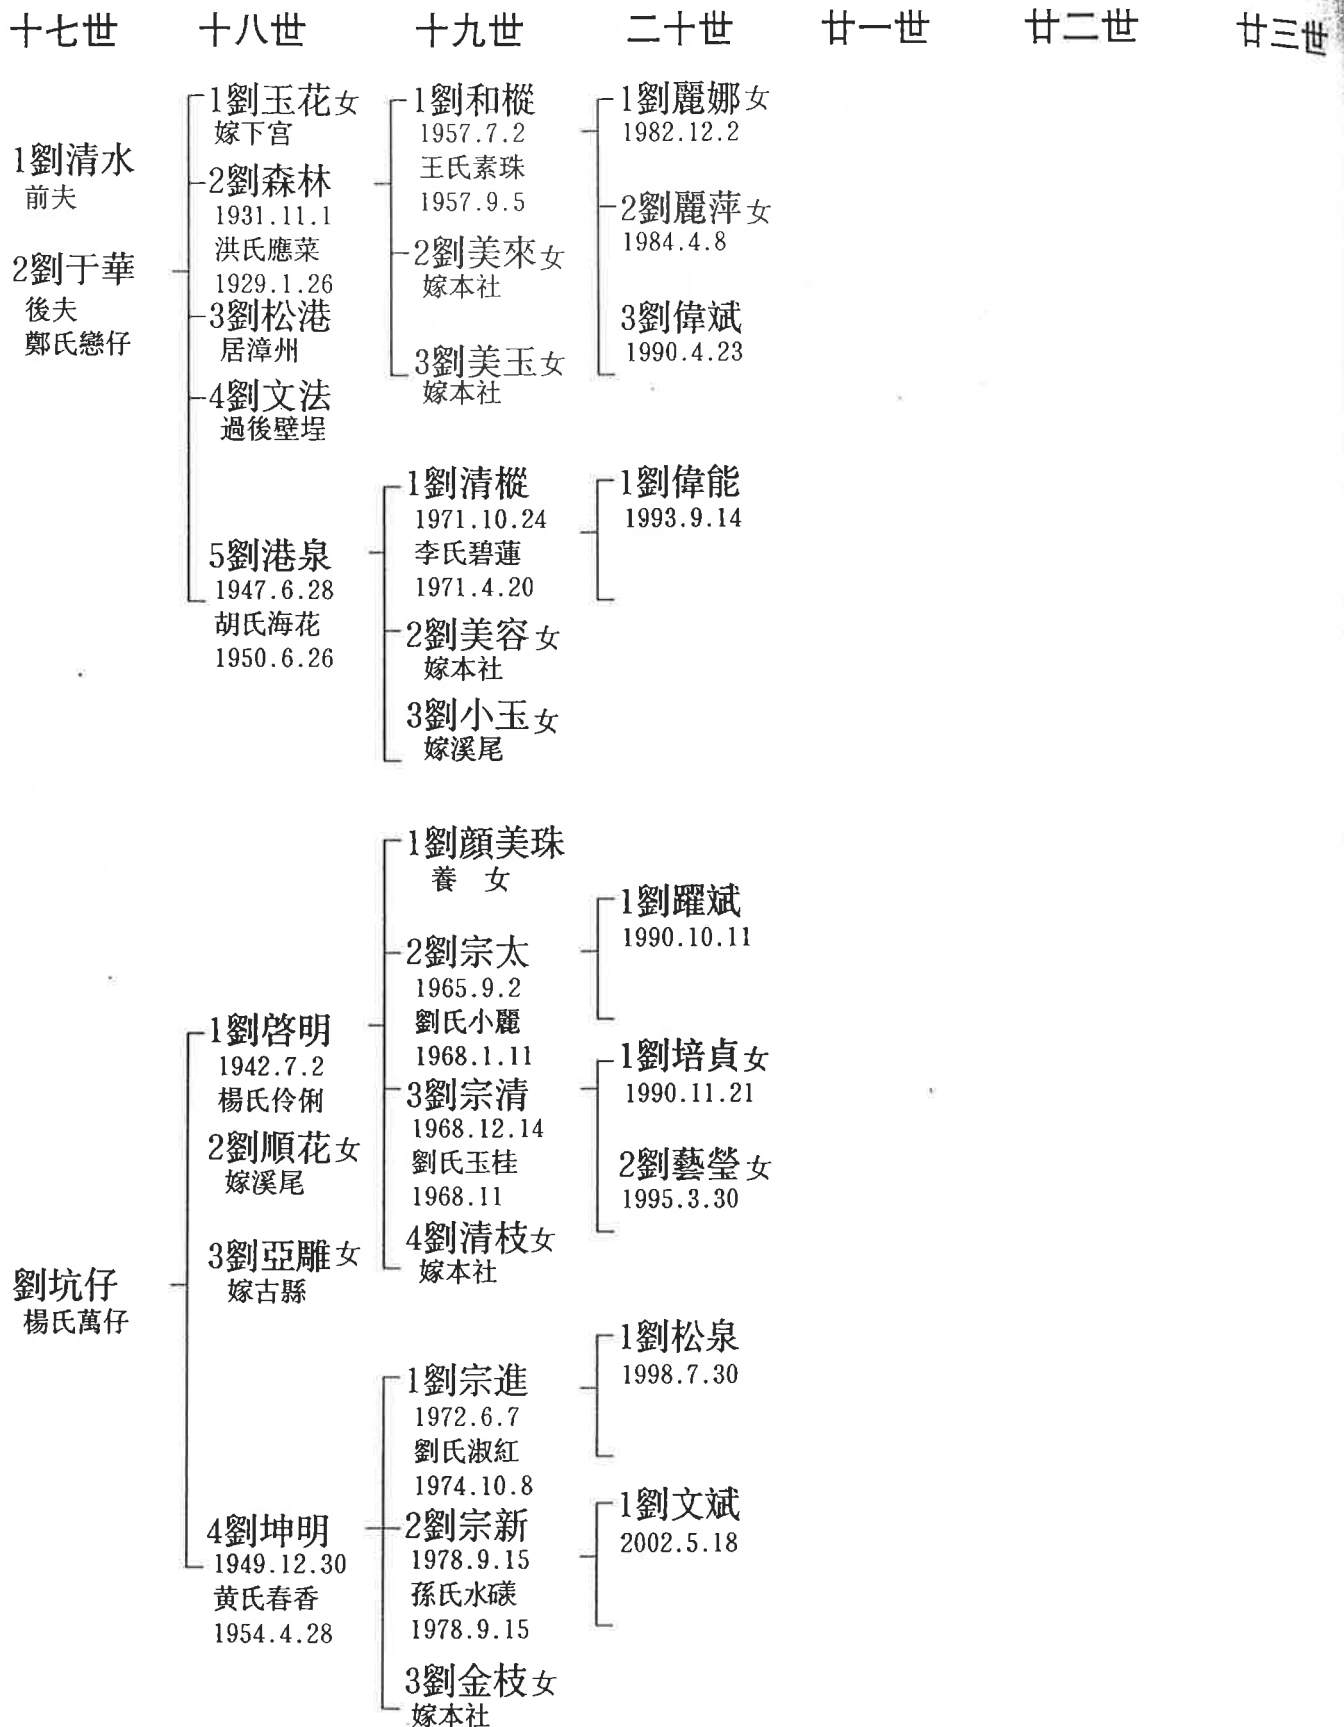 十七世 十八世 十九世 二十世 廿一世 廿二世 廿三世
1劉清水
前夫
2劉于華
後夫
鄭氏戀仔
1劉玉花女
嫁下宫
2劉森林
1931.11.1
洪氏應菜
1929.1.26
3劉松港
居漳州
4劉文法
過後壁埕
5劉港泉
1947.6.28
胡氏海花
1950.6.26
1劉和樅
1957.7.2
王氏素珠
1957.9.5
2劉美來女
嫁本社
3劉美玉女
嫁本社
1劉麗娜女
1982.12.2
2劉麗萍女
1984.4.8
3劉偉斌
1990.4.23
1劉清樅
1971.10.24
李氏碧蓮
1971.4.20
2劉美容女
嫁本社
3劉小玉女
嫁溪尾
1劉偉能
1993.9.14
劉坑仔
楊氏萬仔
1劉啓明
1942.7.2
楊氏伶俐
2劉順花女
嫁溪尾
3劉亞雕女
嫁古縣
4劉坤明
1949.12.30
黄氏春香
1954.4.28
1劉顔美珠
養 女
2劉宗太
1965.9.2
劉氏小麗
1968.1.11
3劉宗清
1968.12.14
劉氏玉桂
1968.11
4劉清枝女
嫁本社
1劉躍斌
1990.10.11
1劉培貞女
1990.11.21
2劉藝瑩女
1995.3.30
1劉宗進
1972.6.7
劉氏淑紅
1974.10.8
2劉宗新
1978.9.15
孫氏水
1978.9.15
3劉金枝女
嫁本社
1劉松泉
1998.7.30
1劉文斌
2002.5.18